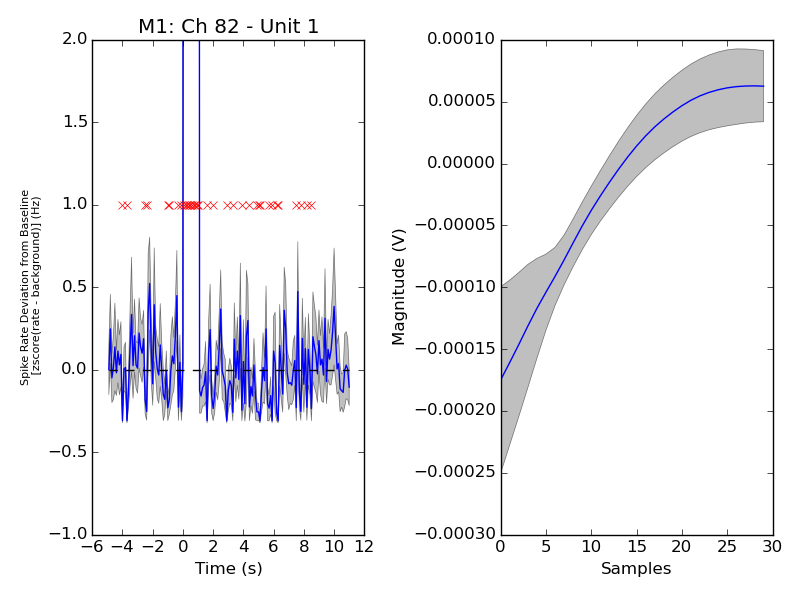 M1: Ch 82 - Unit 1
2.0
1.5
1.0
0.5
0.0
−0.5
−1.0
−6 −4 −2 0 2 4 6 8 10 12
Time (s)
Spike Rate Deviation from Baseline
[zscore(rate - background)] (Hz)
0.00010
0.00005
0.00000
−0.00005
−0.00010
−0.00015
−0.00020
−0.00025
−0.00030
0 5 10 15 20 25 30
Samples
Magnitude (V)